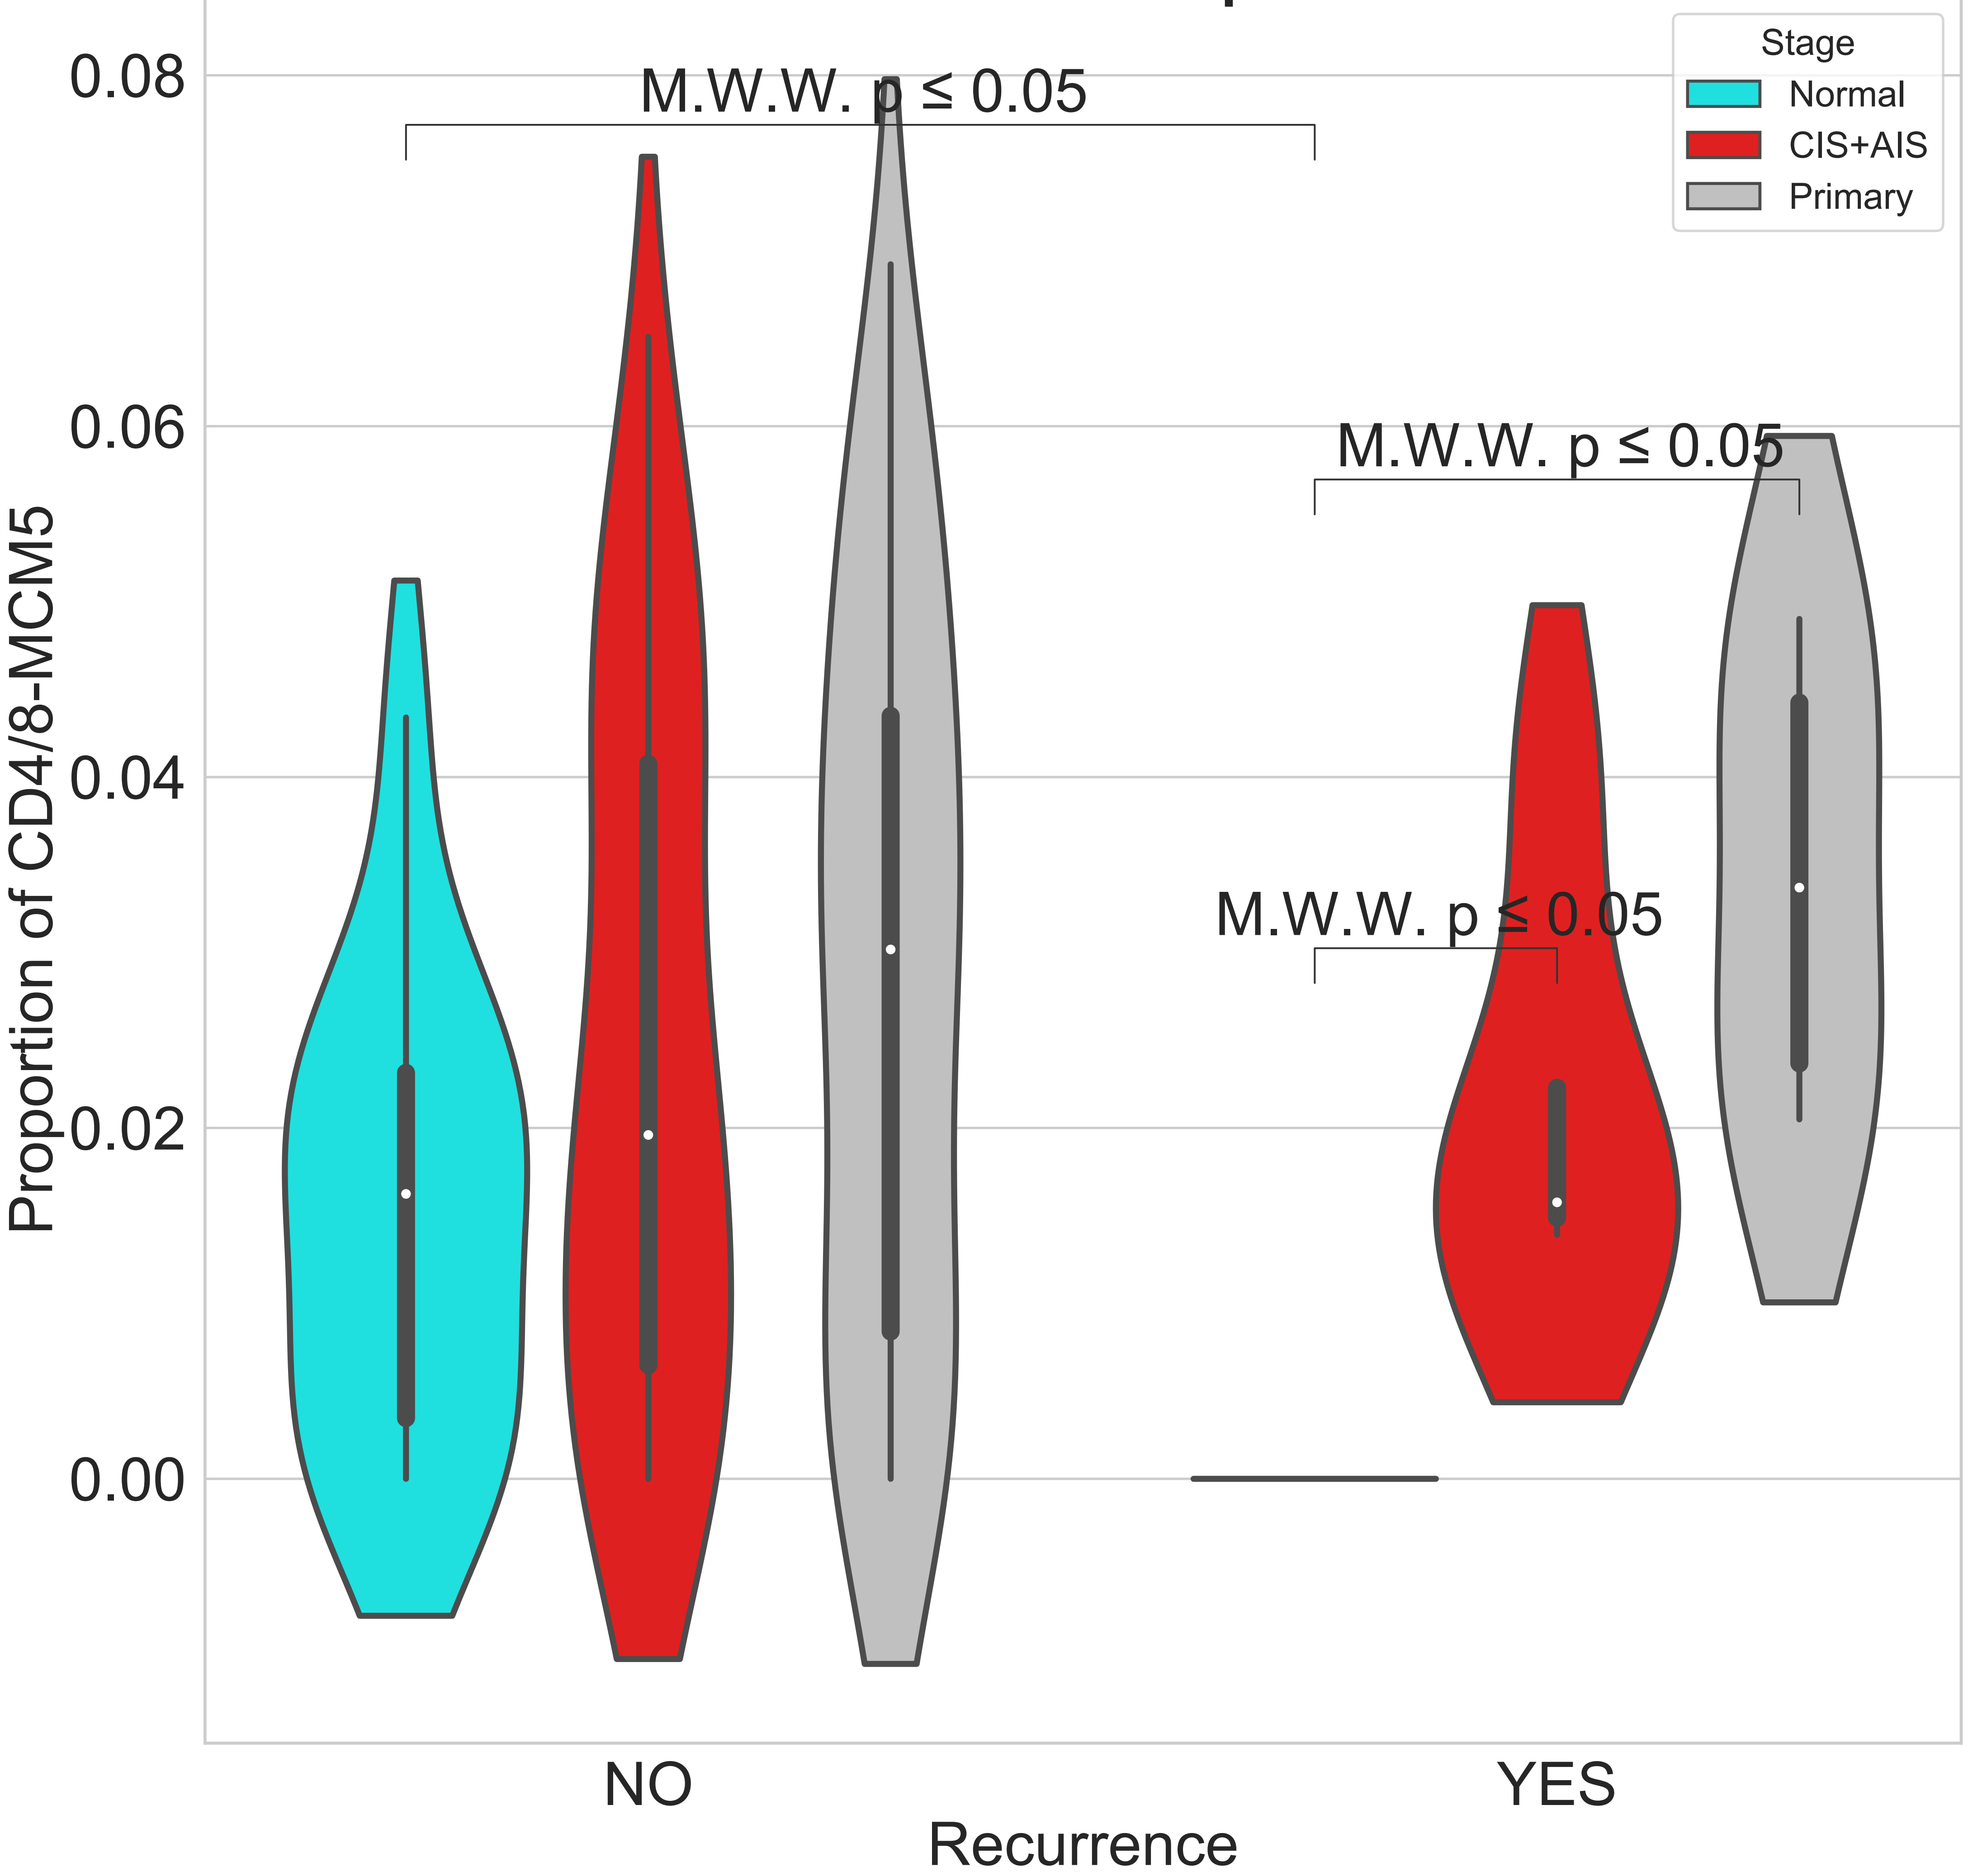 Stage
Normal
CIS+AIS
Primary
M.W.W. p ≤ 0.05
M.W.W. p ≤ 0.05
M.W.W. p ≤ 0.05
Proportion of CD4/8-MCM5
0.08
0.06
0.04
0.02
0.00
NO
YES
Recurrence